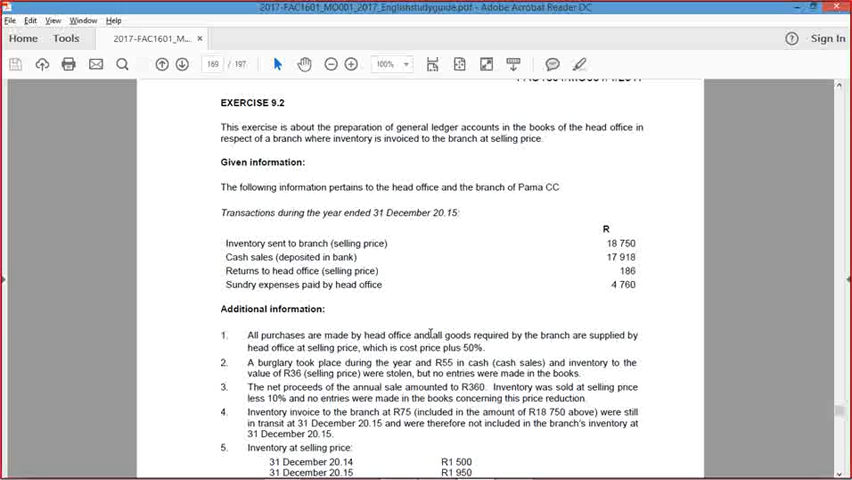 2017-FAC1601_MO001_2017_Englishstudyguide.pdf - Adobe Acrobat Reader DC
File Edit View Window Help
Home Tools 2017-FAC1601_M... × Sign In
169 / 197 100%
EXERCISE 9.2
This exercise is about the preparation of general ledger accounts in the books of the head office in
respect of a branch where inventory is invoiced to the branch at selling price.
Given information:
The following information pertains to the head office and the branch of Pama CC
Transactions during the year ended 31 December 20.15:
R
Inventory sent to branch (selling price) 18 750
Cash sales (deposited in bank) 17 918
Returns to head office (selling price) 186
Sundry expenses paid by head office 4 760
Additional information:
1. All purchases are made by head office and all goods required by the branch are supplied by
head office at selling price, which is cost price plus 50%.
2. A burglary took place during the year and R55 in cash (cash sales) and inventory to the
value of R36 (selling price) were stolen, but no entries were made in the books.
3. The net proceeds of the annual sale amounted to R360. Inventory was sold at selling price
less 10% and no entries were made in the books concerning this price reduction.
4. Inventory invoice to the branch at R75 (included in the amount of R18 750 above) were still
in transit at 31 December 20.15 and were therefore not included in the branch's inventory at
31 December 20.15.
5. Inventory at selling price:
31 December 20.14 R1 500
31 December 20.15 R1 950